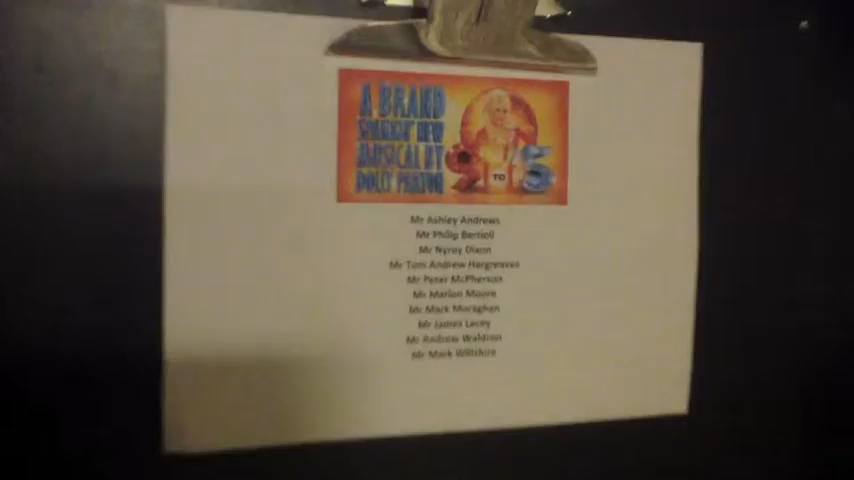 A BRAND
SPANKIN' NEW
MUSICAL BY
DOLLY PARTON
9 TO 5
Mr Ashley Andrews
Mr Philip Bertioli
Mr Nyroy Dixon
Mr Tom Andrew Hargreaves
Mr Peter McPherson
Mr Marlon Moore
Mr Mark Moraghan
Mr James Lacey
Mr Andrew Waldron
Mr Mark Wiltshire